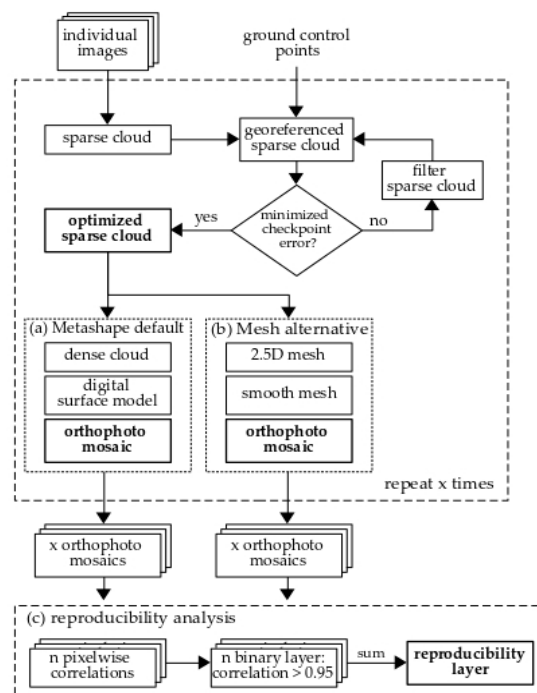 individual
images
ground control
points
sparse cloud
georeferenced
sparse cloud
filter
sparse cloud
optimized
sparse cloud
yes
minimized
checkpoint
error?
no
(a) Metashape default
dense cloud
digital
surface model
orthophoto
mosaic
(b) Mesh alternative
2.5D mesh
smooth mesh
orthophoto
mosaic
repeat x times
x orthophoto
mosaics
x orthophoto
mosaics
(c) reproducibility analysis
n pixelwise
correlations
n binary layer:
correlation > 0.95
sum
reproducibility
layer